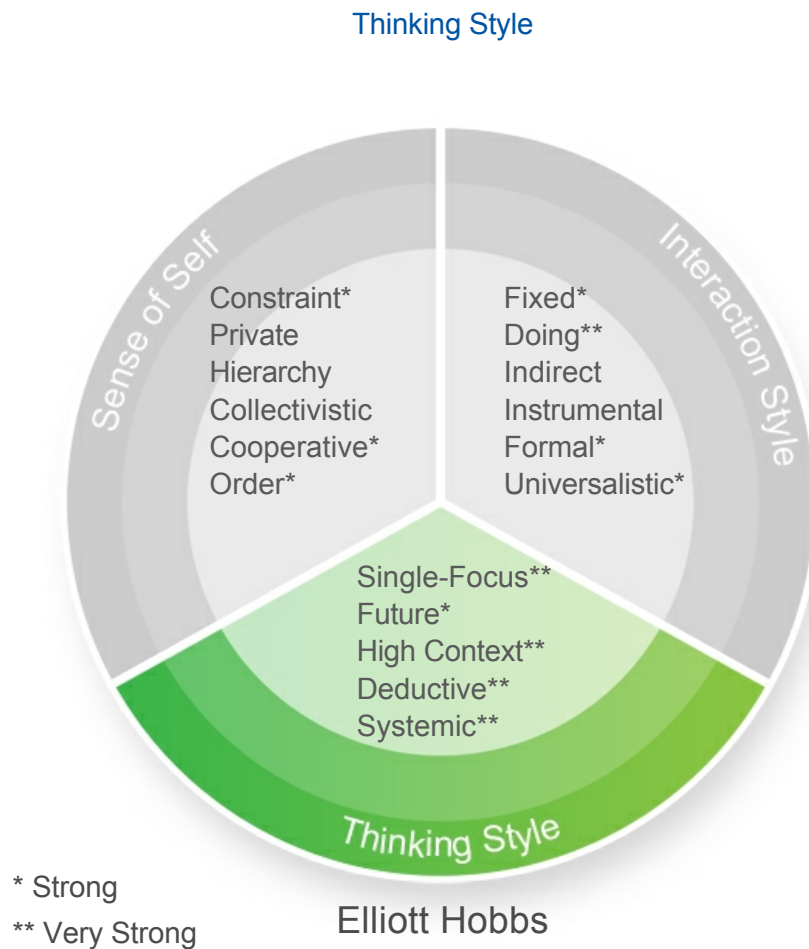 Thinking Style
Sense of Self
Constraint*
Private
Hierarchy
Collectivistic
Cooperative*
Order*
Interaction Style
Fixed*
Doing**
Indirect
Instrumental
Formal*
Universalistic*
Single-Focus**
Future*
High Context**
Deductive**
Systemic**
Thinking Style
* Strong
** Very Strong
Elliott Hobbs